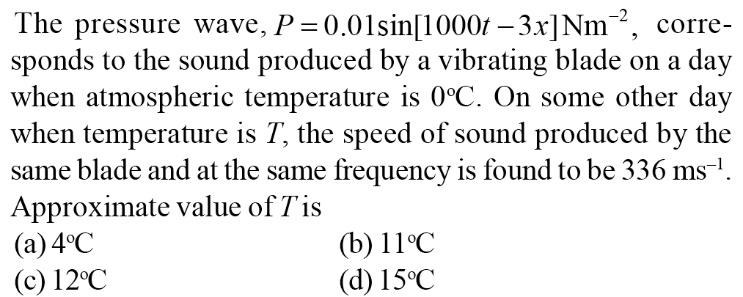 The pressure wave, P = 0.01sin[1000t – 3x]Nm⁻², corre-
sponds to the sound produced by a vibrating blade on a day
when atmospheric temperature is 0°C. On some other day
when temperature is T, the speed of sound produced by the
same blade and at the same frequency is found to be 336 ms⁻¹.
Approximate value of T is
(a) 4°C (b) 11°C
(c) 12°C (d) 15°C